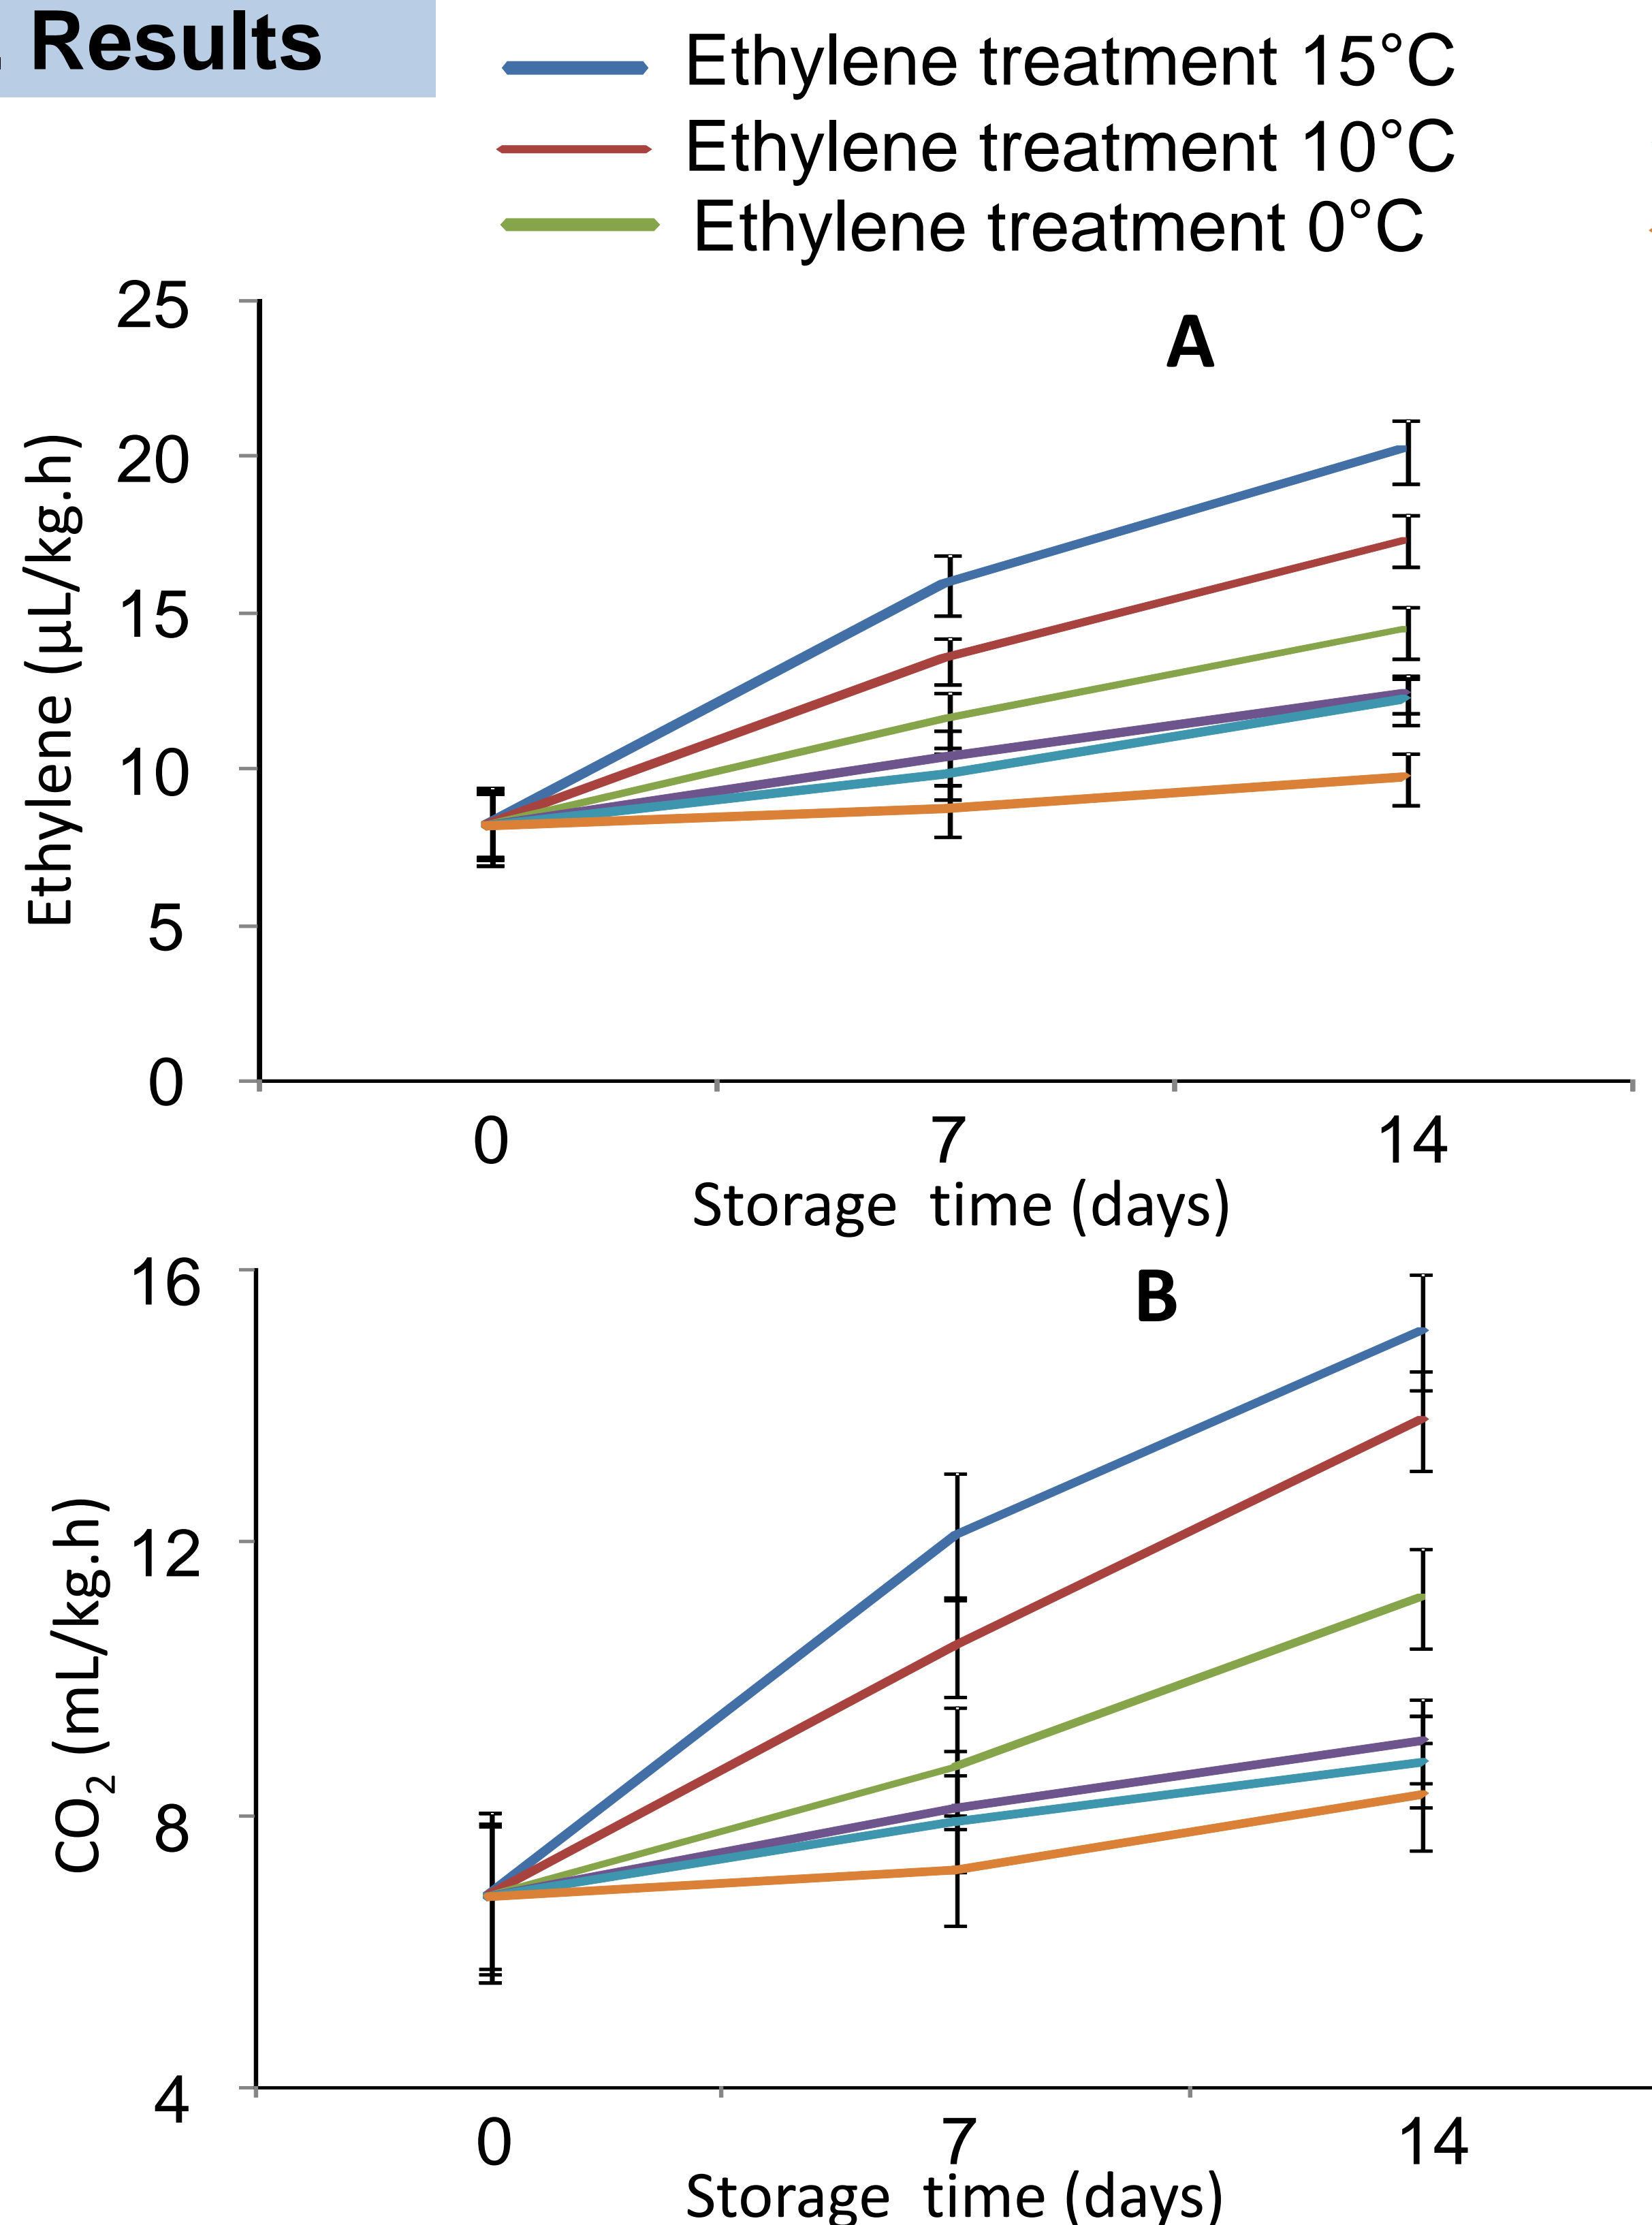 . Results
Ethylene treatment 15°C
Ethylene treatment 10°C
Ethylene treatment 0°C
A
25
20
15
10
5
0
Ethylene (µL/kg.h)
0 7 14
Storage time (days)
B
16
12
8
4
CO₂ (mL/kg.h)
0 7 14
Storage time (days)